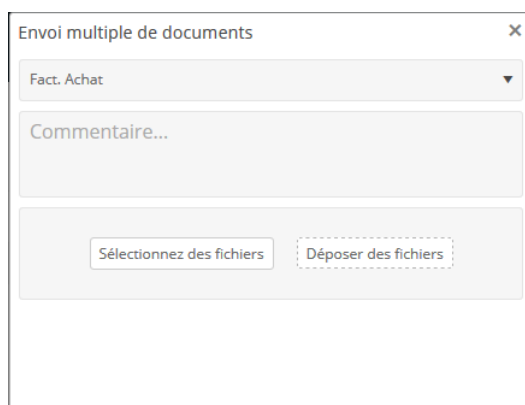 Envoi multiple de documents
Fact. Achat
Commentaire...
Sélectionnez des fichiers
Déposer des fichiers